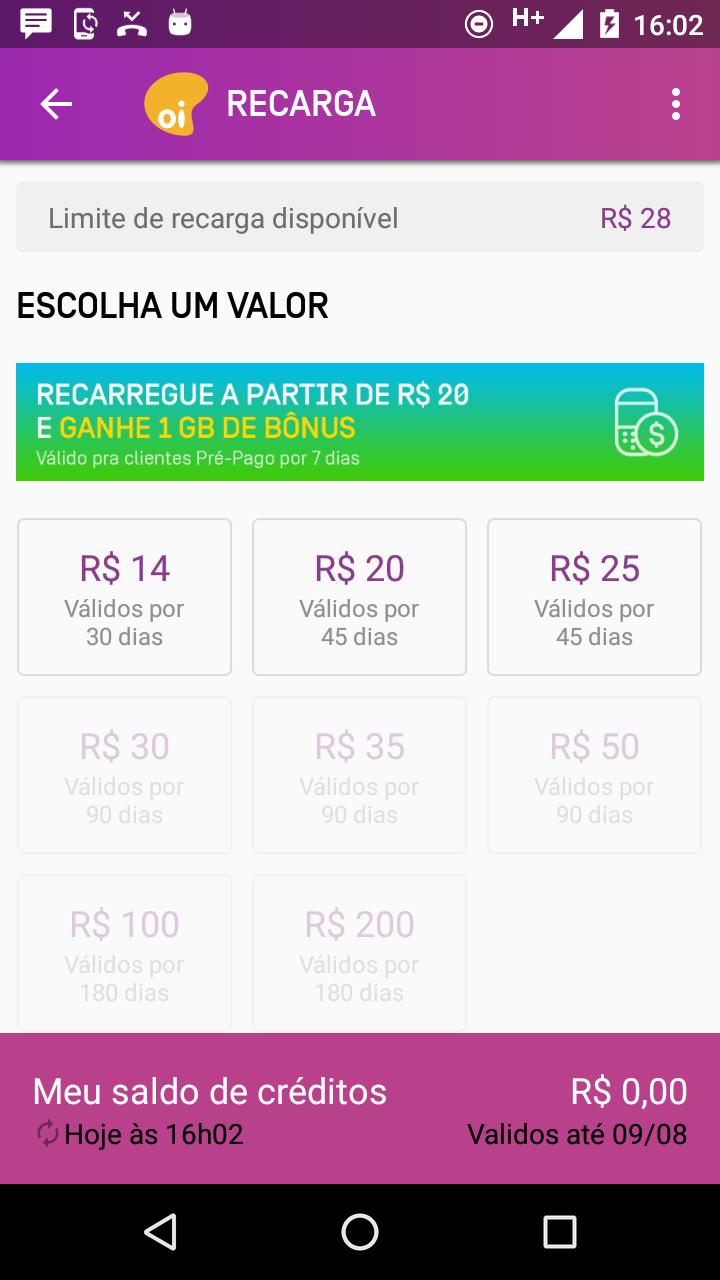 H+ 16:02
oi RECARGA
Limite de recarga disponível R$ 28
ESCOLHA UM VALOR
RECARREGUE A PARTIR DE R$ 20
E GANHE 1 GB DE BÔNUS
Válido pra clientes Pré-Pago por 7 dias
R$ 14
Válidos por
30 dias
R$ 20
Válidos por
45 dias
R$ 25
Válidos por
45 dias
R$ 30
Válidos por
90 dias
R$ 35
Válidos por
90 dias
R$ 50
Válidos por
90 dias
R$ 100
Válidos por
180 dias
R$ 200
Válidos por
180 dias
Meu saldo de créditos R$ 0,00
Hoje às 16h02 Validos até 09/08